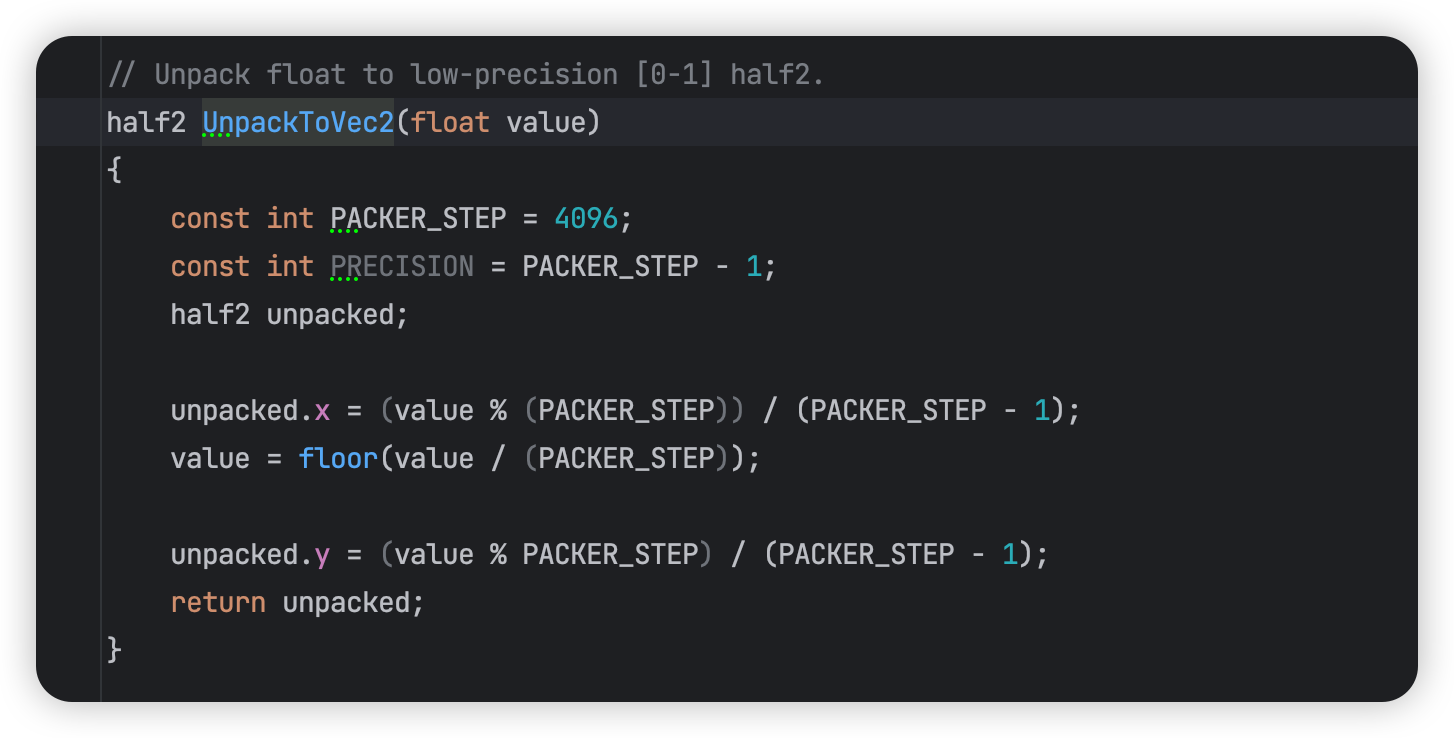 // Unpack float to low-precision [0-1] half2.
half2 UnpackToVec2(float value)
{
    const int PACKER_STEP = 4096;
    const int PRECISION = PACKER_STEP - 1;
    half2 unpacked;

    unpacked.x = (value % (PACKER_STEP)) / (PACKER_STEP - 1);
    value = floor(value / (PACKER_STEP));

    unpacked.y = (value % PACKER_STEP) / (PACKER_STEP - 1);
    return unpacked;
}